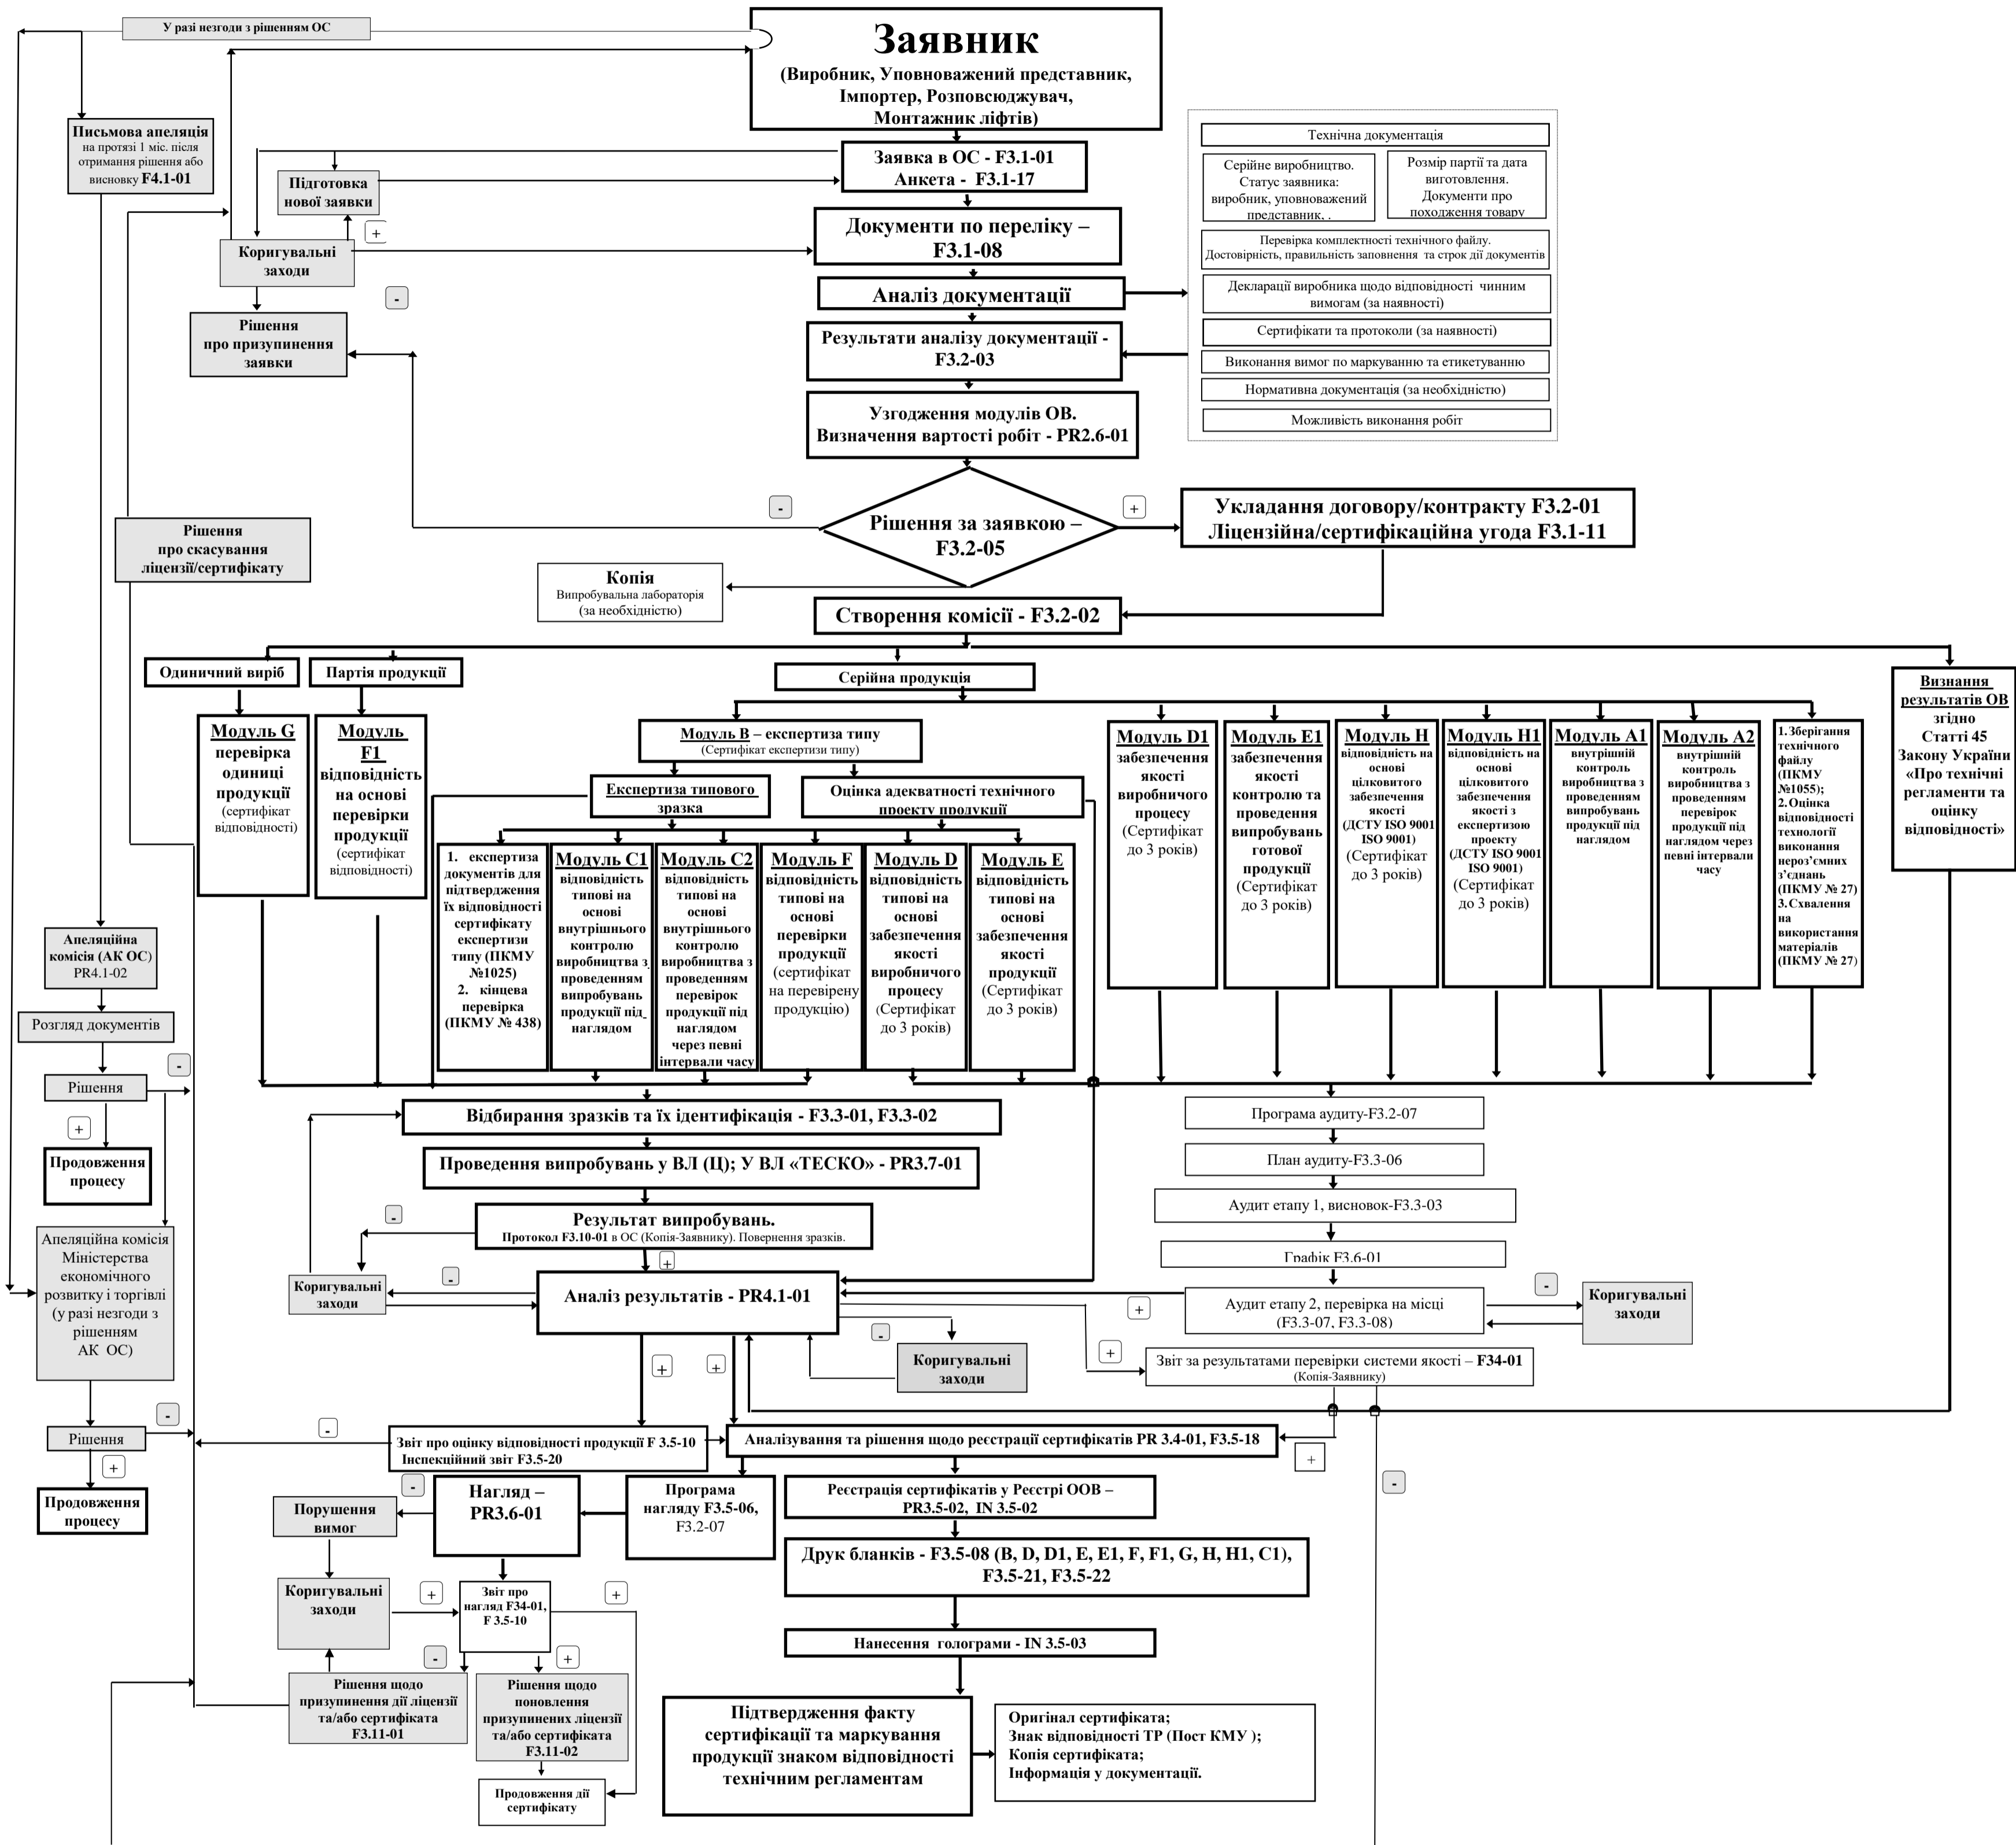 У разі незгоди з рішенням ОС
Заявник
(Виробник, Уповноважений представник,
Імпортер, Розповсюджувач,
Монтажник ліфтів)
Письмова апеляція
на протязі 1 міс. після
отримання рішення або
висновку F4.1-01
Підготовка
нової заявки
+
Коригувальні
заходи
-
Рішення
про призупинення
заявки
Заявка в ОС - F3.1-01
Анкета - F3.1-17
Документи по переліку –
F3.1-08
Аналіз документації
Результати аналізу документації -
F3.2-03
Узгодження модулів ОВ.
Визначення вартості робіт - PR2.6-01
Технічна документація
Серійне виробництво.
Статус заявника:
виробник, уповноважений
представник, .
Розмір партії та дата
виготовлення.
Документи про
походження товару
Перевірка комплектності технічного файлу.
Достовірність, правильність заповнення та строк дії документів
Декларації виробника щодо відповідності чинним
вимогам (за наявності)
Сертифікати та протоколи (за наявності)
Виконання вимог по маркуванню та етикетуванню
Нормативна документація (за необхідністю)
Можливість виконання робіт
-
+
Рішення за заявкою –
F3.2-05
Укладання договору/контракту F3.2-01
Ліцензійна/сертифікаційна угода F3.1-11
Рішення
про скасування
ліцензії/сертифікату
Копія
Випробувальна лабораторія
(за необхідністю)
Створення комісії - F3.2-02
Одиничний виріб
Партія продукції
Серійна продукція
Визнання
результатів ОВ
згідно
Статті 45
Закону України
«Про технічні
регламенти та
оцінку
відповідності»
Модуль G
перевірка
одиниці
продукції
(сертифікат
відповідності)
Модуль
F1
відповідність
на основі
перевірки
продукції
(сертифікат
відповідності)
Модуль В – експертиза типу
(Сертифікат експертизи типу)
Експертиза типового
зразка
Оцінка адекватності технічного
проекту продукції
1. експертиза
документів для
підтвердження
їх відповідності
сертифікату
експертизи
типу (ПКМУ
№1025)
2. кінцева
перевірка
(ПКМУ № 438)
Модуль С1
відповідність
типові на
основі
внутрішнього
контролю
виробництва з
проведенням
випробувань
продукції під
наглядом
Модуль С2
відповідність
типові на основі
внутрішнього
контролю
виробництва з
проведенням
перевірок
продукції під
наглядом
через певні
інтервали часу
Модуль F
відповідність
типові на
основі
перевірки
продукції
(сертифікат
на перевірену
продукцію)
Модуль D
відповідність
типові на
основі
забезпечення
якості
виробничого
процесу
(Сертифікат
до 3 років)
Модуль Е
відповідність
типові на
основі
забезпечення
якості
продукції
(Сертифікат
до 3 років)
Модуль D1
забезпечення
якості
виробничого
процесу
(Сертифікат
до 3 років)
Модуль Е1
забезпечення
якості
контролю та
проведення
випробувань
готової
продукції
(Сертифікат
до 3 років)
Модуль Н
відповідність на
основі
цілковитого
забезпечення
якості
(ДСТУ ISO 9001
ISO 9001)
(Сертифікат
до 3 років)
Модуль Н1
відповідність на
основі
цілковитого
забезпечення
якості з
експертизою
проекту
(ДСТУ ISO 9001
ISO 9001)
(Сертифікат
до 3 років)
Модуль А1
внутрішній
контроль
виробництва з
проведенням
випробувань
продукції під
наглядом
Модуль А2
внутрішній
контроль
виробництва з
проведенням
перевірок
продукції під
наглядом через
певні інтервали
часу
1. Зберігання
технічного
файлу
(ПКМУ
№1055);
2. Оцінка
відповідності
технології
виконання
нероз’ємних
з’єднань
(ПКМУ № 27)
3. Схвалення
на
використання
матеріалів
(ПКМУ № 27)
Апеляційна
комісія (АК ОС)
PR4.1-02
Розгляд документів
-
Рішення
+
Продовження
процесу
Апеляційна комісія
Міністерства
економічного
розвитку і торгівлі
(у разі незгоди з
рішенням
АК ОС)
-
Рішення
+
Продовження
процесу
Відбирання зразків та їх ідентифікація - F3.3-01, F3.3-02
Проведення випробувань у ВЛ (Ц); У ВЛ «ТЕСКО» - PR3.7-01
-
Результат випробувань.
Протокол F3.10-01 в ОС (Копія-Заявнику). Повернення зразків.
+
Коригувальні
заходи
-
Аналіз результатів - PR4.1-01
Програма аудиту-F3.2-07
План аудиту-F3.3-06
Аудит етапу 1, висновок-F3.3-03
Графік F3.6-01
+
Аудит етапу 2, перевірка на місці
(F3.3-07, F3.3-08)
-
Коригувальні
заходи
-
Коригувальні
заходи
+
Звіт за результатами перевірки системи якості – F34-01
(Копія-Заявнику)
+
+
-
Звіт про оцінку відповідності продукції F 3.5-10
Інспекційний звіт F3.5-20
Аналізування та рішення щодо реєстрації сертифікатів PR 3.4-01, F3.5-18
+
-
Порушення
вимог
-
Нагляд –
PR3.6-01
Програма
нагляду F3.5-06,
F3.2-07
Реєстрація сертифікатів у Реєстрі ООВ –
PR3.5-02, IN 3.5-02
Друк бланків - F3.5-08 (B, D, D1, E, E1, F, F1, G, H, H1, C1),
F3.5-21, F3.5-22
Коригувальні
заходи
+
Звіт про
нагляд F34-01,
F 3.5-10
+
Нанесення голограми - IN 3.5-03
-
+
Рішення щодо
призупинення дії ліцензії
та/або сертифіката
F3.11-01
Рішення щодо
поновлення
призупинених ліцензії
та/або сертифіката
F3.11-02
Продовження дії
сертифікату
Підтвердження факту
сертифікації та маркування
продукції знаком відповідності
технічним регламентам
Оригінал сертифіката;
Знак відповідності ТР (Пост КМУ );
Копія сертифіката;
Інформація у документації.